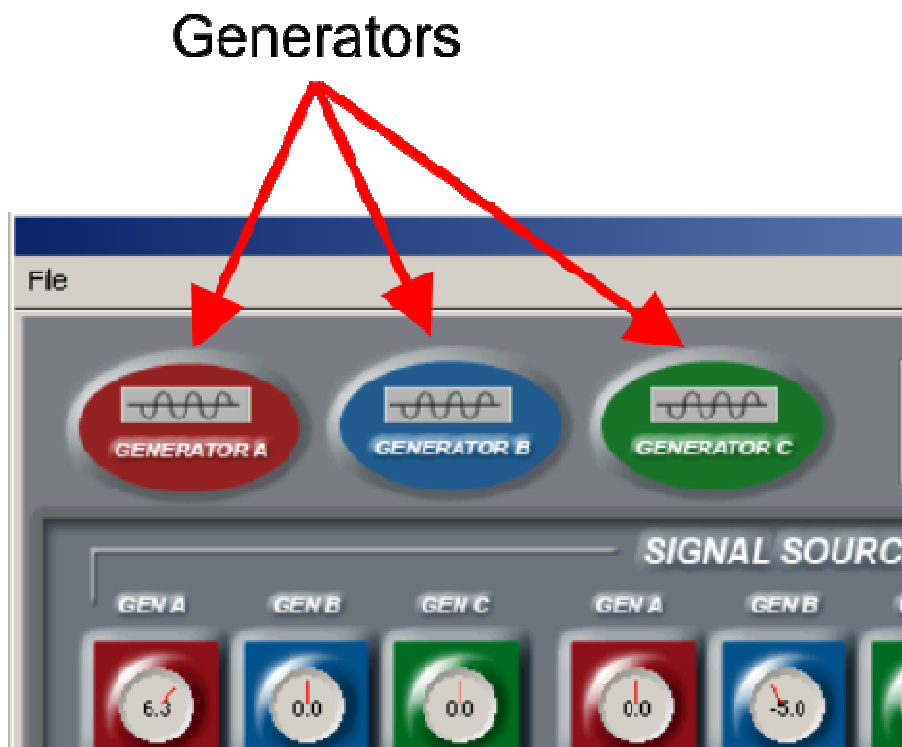 Generators
File
GENERATOR A
GENERATOR B
GENERATOR C
SIGNAL SOURC
GEN A GEN B GEN C GEN A GEN B
6.3 0.0 0.0 0.0 -5.0